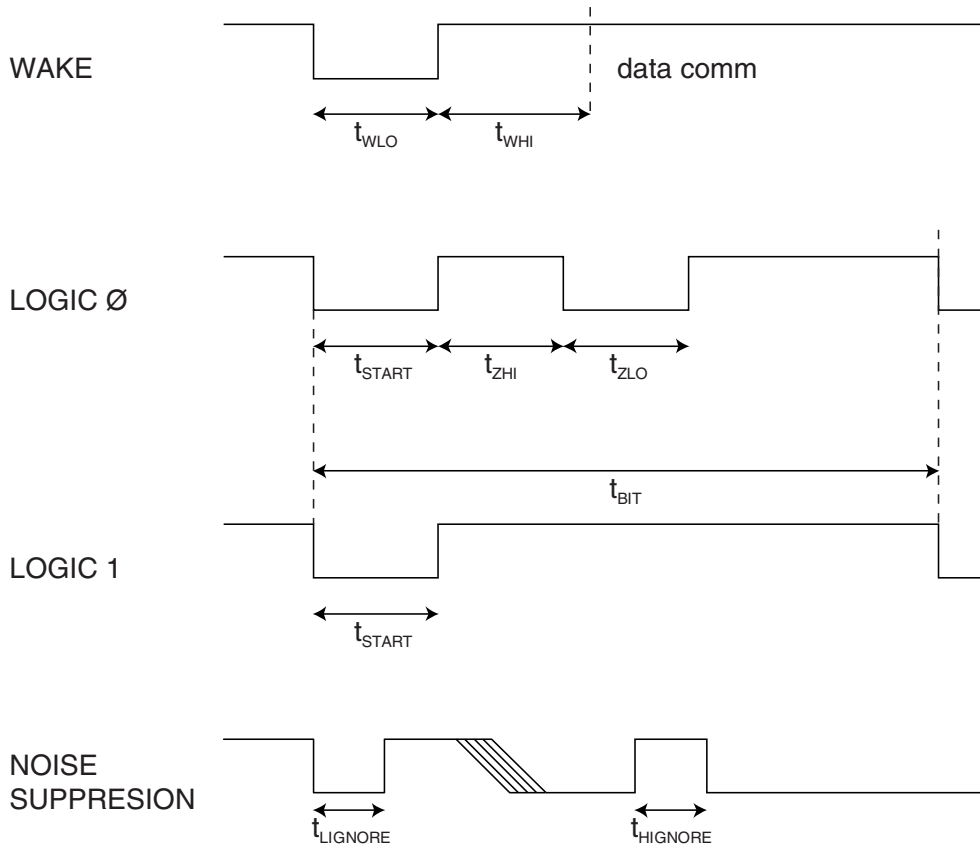 WAKE
data comm
tWLO
tWHI
LOGIC Ø
tSTART
tZHI
tZLO
tBIT
LOGIC 1
tSTART
NOISE
SUPPRESION
tLIGNORE
tHIGNORE